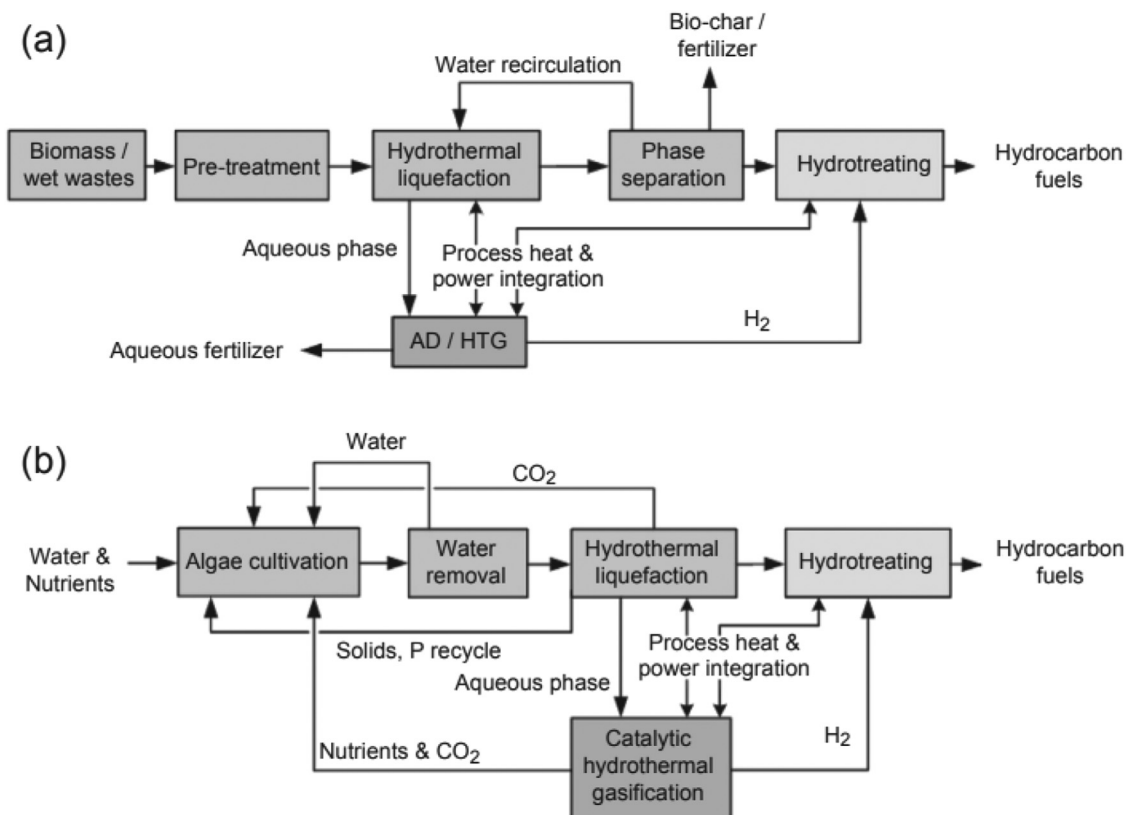 (a)
Bio-char /
fertilizer
Water recirculation
Biomass /
wet wastes
Pre-treatment
Hydrothermal
liquefaction
Phase
separation
Hydrotreating
Hydrocarbon
fuels
Aqueous phase
Process heat &
power integration
H2
AD / HTG
Aqueous fertilizer
(b)
Water
CO2
Water &
Nutrients
Algae cultivation
Water
removal
Hydrothermal
liquefaction
Hydrotreating
Hydrocarbon
fuels
Solids, P recycle
Process heat &
power integration
Aqueous phase
Nutrients & CO2
Catalytic
hydrothermal
gasification
H2